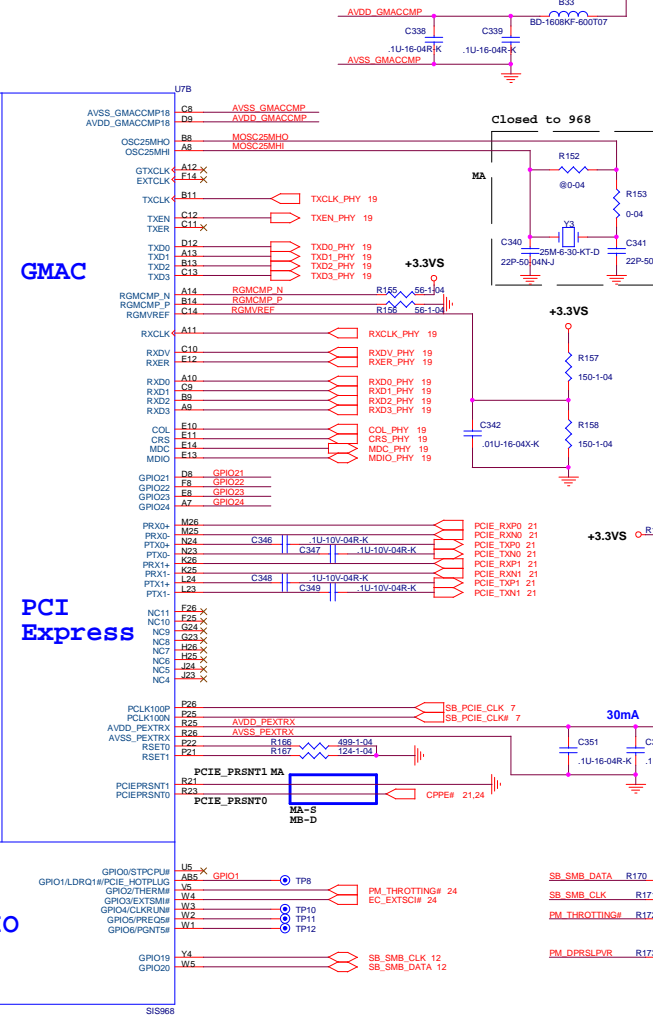 B33
AVDD_GMACCMP
BD-1608KF-600T07
C338
C339
.1U-16-04R-K
.1U-16-04R-K
AVSS_GMACCMP
U7B
AVSS_GMACCMP18 C8 AVSS_GMACCMP
AVDD_GMACCMP18 D9 AVDD_GMACCMP
OSC25MHO B8 MOSC25MHO
OSC25MHI A8 MOSC25MHI
GTXCLK A12
EXTCLK F14
TXCLK B11 TXCLK_PHY 19
TXEN C12 TXEN_PHY 19
TXER C11
TXD0 D12 TXD0_PHY 19
TXD1 A13 TXD1_PHY 19
TXD2 B13 TXD2_PHY 19
TXD3 C13 TXD3_PHY 19
GMAC
RGMCMP_N A14 RGMCMP_N R155 56-1-04
RGMCMP_P B14 RGMCMP_P R156 56-1-04
RGMVREF C14 RGMVREF
+3.3VS
RXCLK A11 RXCLK_PHY 19
RXDV C10 RXDV_PHY 19
RXER E12 RXER_PHY 19
RXD0 A10 RXD0_PHY 19
RXD1 C9 RXD1_PHY 19
RXD2 B9 RXD2_PHY 19
RXD3 A9 RXD3_PHY 19
COL E10 COL_PHY 19
CRS E11 CRS_PHY 19
MDC E14 MDC_PHY 19
MDIO E13 MDIO_PHY 19
GPIO21 D8 GPIO21
GPIO22 F8 GPIO22
GPIO23 E8 GPIO23
GPIO24 A7 GPIO24
Closed to 968
MA
R152
@0-04
R153
0-04
Y3
C340
25M-6-30-KT-D
C341
22P-50-04N-J
22P-50
+3.3VS
R157
150-1-04
R158
150-1-04
C342
.01U-16-04X-K
PRX0+ M26 PCIE_RXP0 21
PRX0- M25 PCIE_RXN0 21
PTX0+ N24 C346 .1U-10V-04R-K PCIE_TXP0 21
PTX0- N23 C347 .1U-10V-04R-K PCIE_TXN0 21
PRX1+ K26 PCIE_RXP1 21
PRX1- K25 PCIE_RXN1 21
PTX1+ L24 C348 .1U-10V-04R-K PCIE_TXP1 21
PTX1- L23 C349 .1U-10V-04R-K PCIE_TXN1 21
+3.3VS
PCI
Express
NC11 F26
NC10 F25
NC9 G24
NC8 G23
NC7 H26
NC6 H25
NC5 J24
NC4 J23
PCLK100P P26 SB_PCIE_CLK 7
PCLK100N P25 SB_PCIE_CLK# 7
AVDD_PEXTRX R25 AVDD_PEXTRX
AVSS_PEXTRX R26 AVSS_PEXTRX
RSET0 P22 R166 499-1-04
RSET1 P21 R167 124-1-04
30mA
C351
.1U-16-04R-K
PCIE_PRSNT1 MA
PCIEPRSNT1 R21
PCIEPRSNT0 R23
PCIE_PRSNT0
CPPE# 21,24
MA-S
MB-D
GPIO0/STPCPU# U5
GPIO1/LDRQ1#/PCIE_HOTPLUG AB5 GPIO1 TP8
GPIO2/THERM# V5 PM_THROTTING# 24
GPIO3/EXTSMI# W4 EC_EXTSCI# 24
GPIO4/CLKRUN# W3 TP10
GPIO5/PREQ5# W2 TP11
GPIO6/PGNT5# W1 TP12
GPIO19 Y4 SB_SMB_CLK 12
GPIO20 W5 SB_SMB_DATA 12
SIS968
SB_SMB_DATA R170
SB_SMB_CLK
PM_THROTTING#
PM_DPRSLPVR